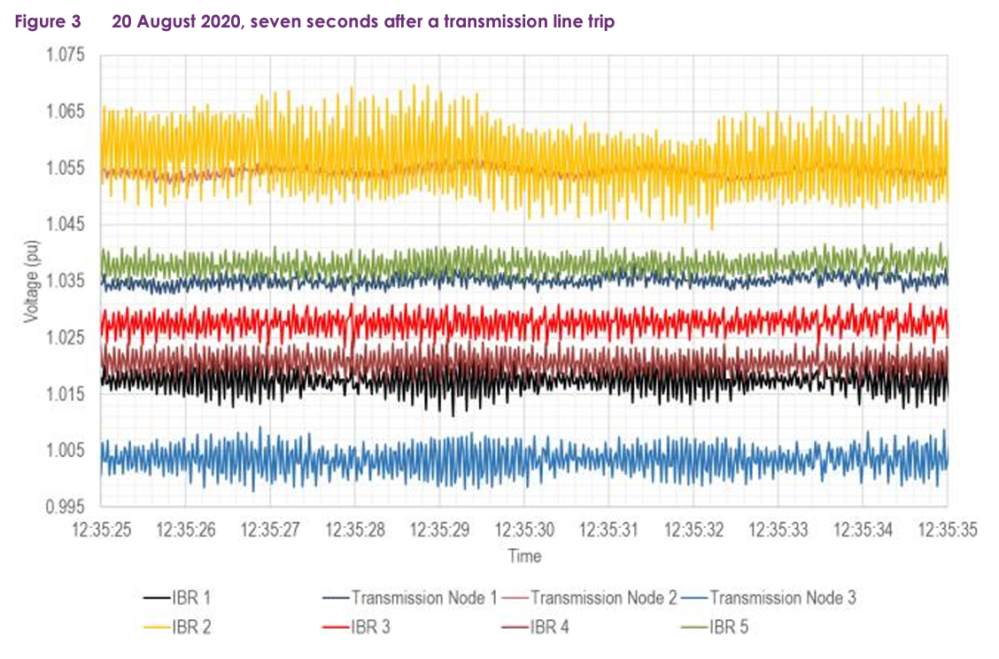 Figure 3 20 August 2020, seven seconds after a transmission line trip
1.075
1.065
1.055
1.045
1.035
1.025
1.015
1.005
0.995
Voltage (pu)
12:35:25 12:35:26 12:35:27 12:35:28 12:35:29 12:35:30 12:35:31 12:35:32 12:35:33 12:35:34 12:35:35
Time
IBR 1 Transmission Node 1 Transmission Node 2 Transmission Node 3
IBR 2 IBR 3 IBR 4 IBR 5